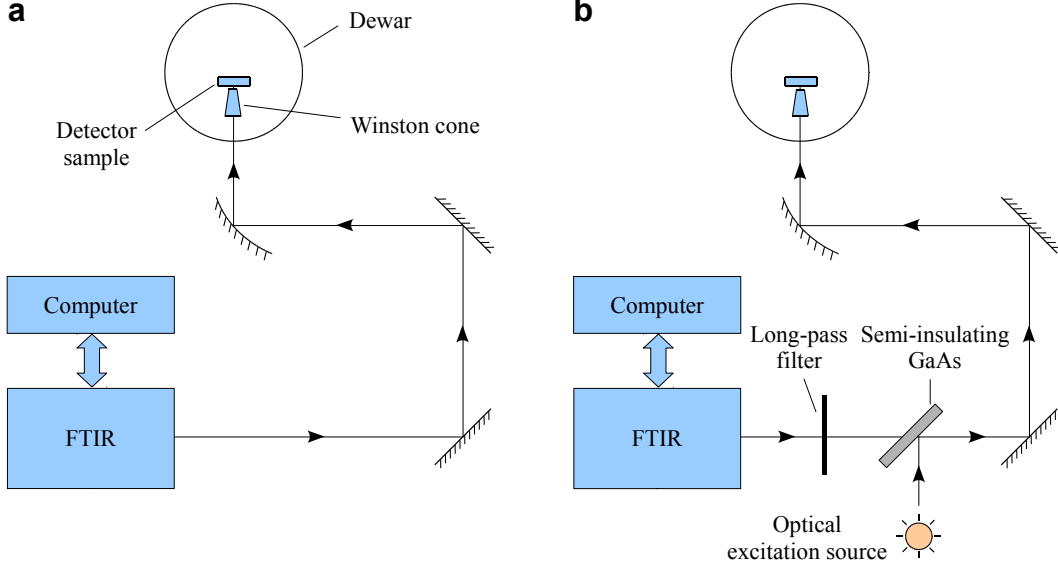 a
Dewar
Detector
sample
Winston cone
Computer
FTIR
b
Computer
Long-pass
filter
Semi-insulating
GaAs
FTIR
Optical
excitation source